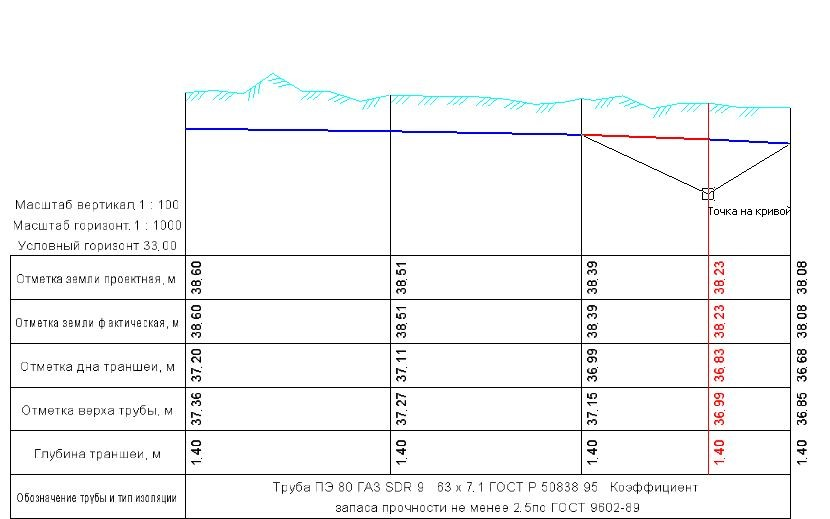 Масштаб вертикал. 1 : 100
Масштаб горизонт. 1 : 1000
Условный горизонт 33,00
Точка на кривой
Отметка земли проектная, м 38.60 38.51 38.39 38.23 38.08
Отметка земли фактическая, м 38.60 38.51 38.39 38.23 38.08
Отметка дна траншеи, м 37.20 37.11 36.99 36.83 36.68
Отметка верха трубы, м 37.36 37.27 37.15 36.99 36.85
Глубина траншеи, м 1.40 1.40 1.40 1.40 1.40
Обозначение трубы и тип изоляции
Труба ПЭ 80 ГАЗ SDR 9 63 х 7.1 ГОСТ Р 50838 95 Коэффициент
запаса прочности не менее 2.5по ГОСТ 9602-89